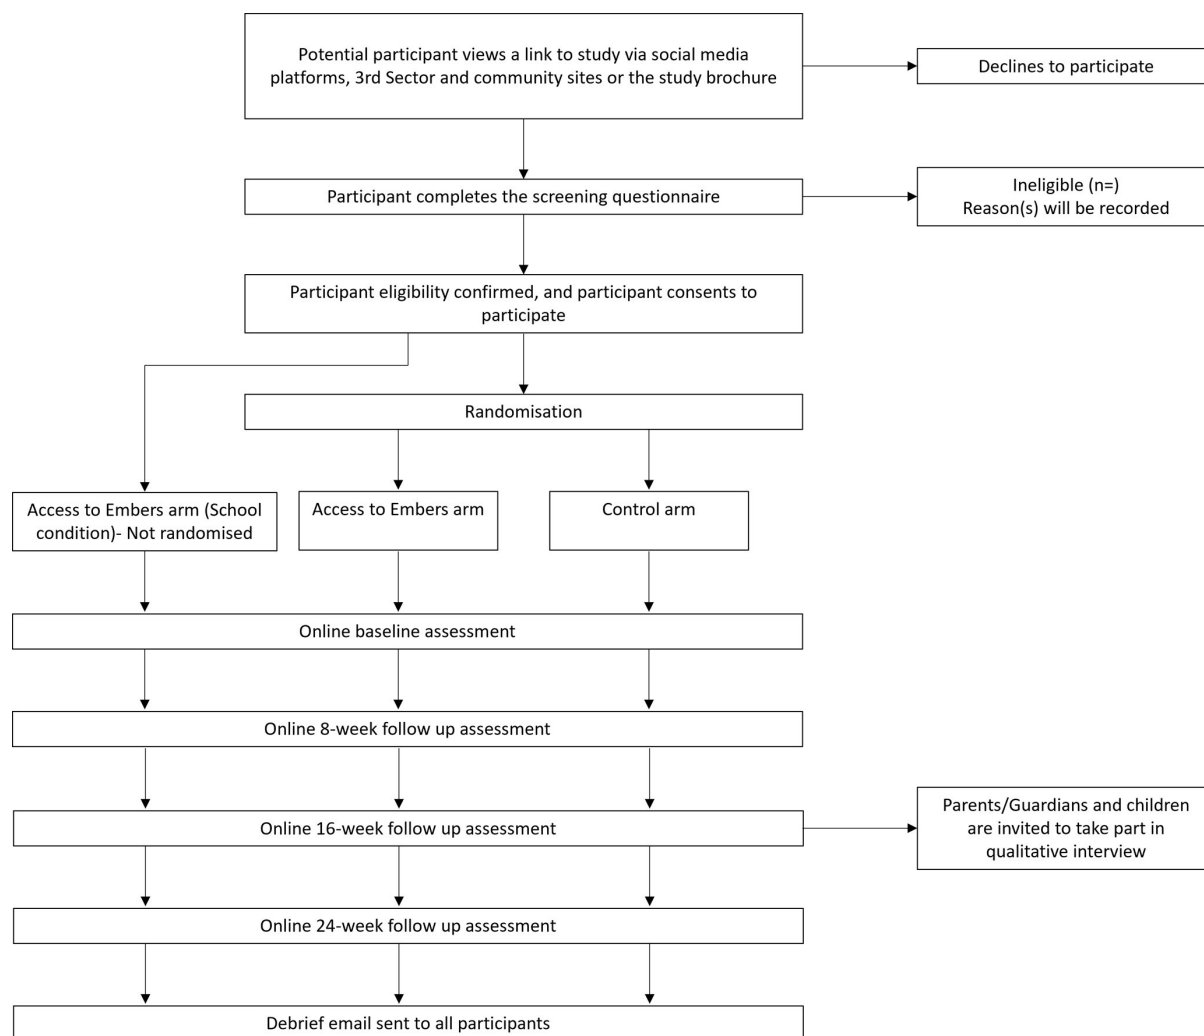 Potential participant views a link to study via social media
platforms, 3rd Sector and community sites or the study brochure
Declines to participate
Participant completes the screening questionnaire
Ineligible (n=)
Reason(s) will be recorded
Participant eligibility confirmed, and participant consents to
participate
Randomisation
Access to Embers arm (School
condition)- Not randomised
Access to Embers arm
Control arm
Online baseline assessment
Online 8-week follow up assessment
Online 16-week follow up assessment
Parents/Guardians and children
are invited to take part in
qualitative interview
Online 24-week follow up assessment
Debrief email sent to all participants